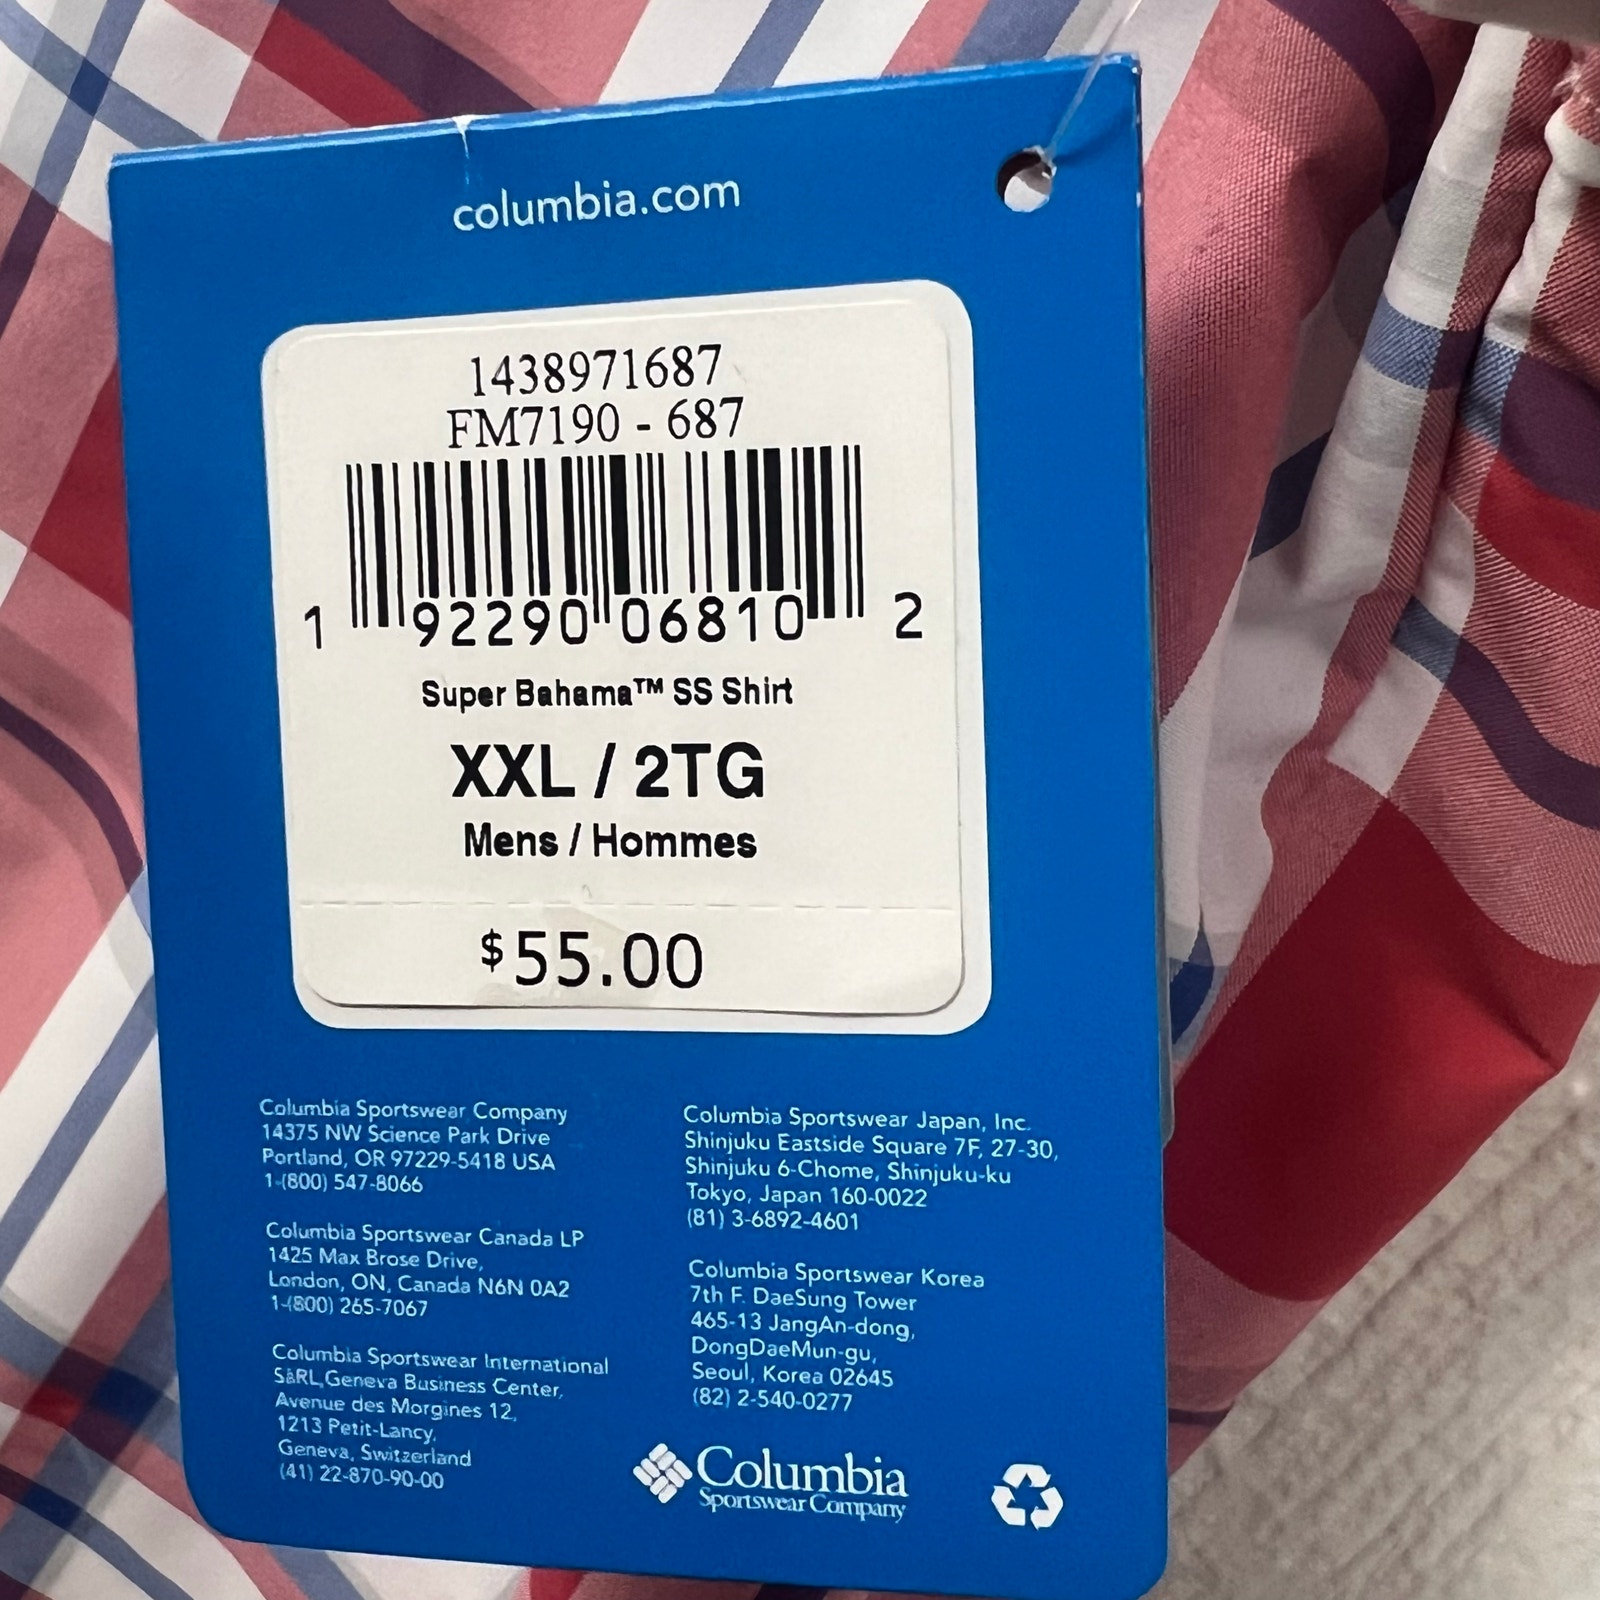 columbia.com
1438971687
FM7190 - 687
1 92290 06810 2
Super Bahama™ SS Shirt
XXL / 2TG
Mens / Hommes
$55.00
Columbia Sportswear Company
14375 NW Science Park Drive
Portland, OR 97229-5418 USA
1-(800) 547-8066
Columbia Sportswear Canada LP
1425 Max Brose Drive,
London, ON, Canada N6N 0A2
1-(800) 265-7067
Columbia Sportswear International
SàRL,Geneva Business Center,
Avenue des Morgines 12,
1213 Petit-Lancy,
Geneva, Switzerland
(41) 22-870-90-00
Columbia Sportswear Japan, Inc.
Shinjuku Eastside Square 7F, 27-30,
Shinjuku 6-Chome, Shinjuku-ku
Tokyo, Japan 160-0022
(81) 3-6892-4601
Columbia Sportswear Korea
7th F. DaeSung Tower
465-13 JangAn-dong,
DongDaeMun-gu,
Seoul, Korea 02645
(82) 2-540-0277
Columbia
Sportswear Company